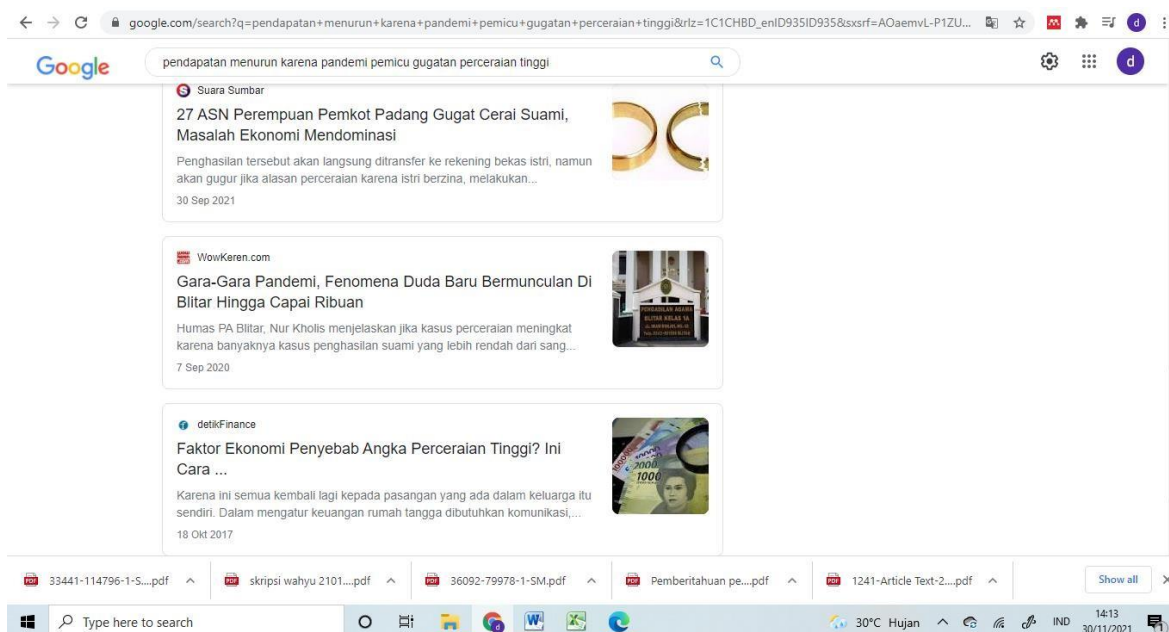 google.com/search?q=pendapatan+menurun+karena+pandemi+pemicu+gugatan+perceraian+tinggi&rlz=1C1CHBD_enID935ID935&sxsrf=AOaemvL-P1ZU...
d
Google
pendapatan menurun karena pandemi pemicu gugatan perceraian tinggi
d
Suara Sumbar
27 ASN Perempuan Pemkot Padang Gugat Cerai Suami,
Masalah Ekonomi Mendominasi
Penghasilan tersebut akan langsung ditransfer ke rekening bekas istri, namun
akan gugur jika alasan perceraian karena istri berzina, melakukan...
30 Sep 2021
WowKeren.com
Gara-Gara Pandemi, Fenomena Duda Baru Bermunculan Di
Blitar Hingga Capai Ribuan
Humas PA Blitar, Nur Kholis menjelaskan jika kasus perceraian meningkat
karena banyaknya kasus penghasilan suami yang lebih rendah dari sang...
7 Sep 2020
PENGADILAN AGAMA
BLITAR KELAS 1A
detikFinance
Faktor Ekonomi Penyebab Angka Perceraian Tinggi? Ini
Cara ...
Karena ini semua kembali lagi kepada pasangan yang ada dalam keluarga itu
sendiri. Dalam mengatur keuangan rumah tangga dibutuhkan komunikasi,...
18 Okt 2017
2000
1000
33441-114796-1-S....pdf
skripsi wahyu 2101....pdf
36092-79978-1-SM.pdf
Pemberitahuan pe....pdf
1241-Article Text-2....pdf
Show all
Type here to search
30°C Hujan
IND
14:13
30/11/2021